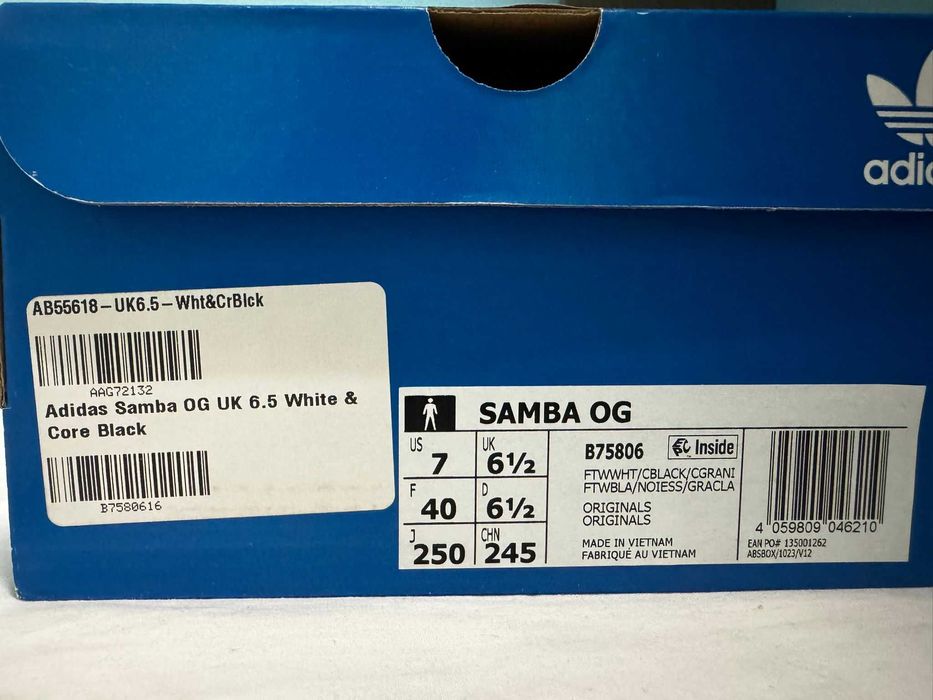 adi
AB55618-UK6.5-Wht&CrBlck
AAG72132
Adidas Samba OG UK 6.5 White &
Core Black
B7580616
SAMBA OG
US 7 UK 6½
F 40 D 6½
J 250 CHN 245
B75806 Inside
FTWWHT/CBLACK/CGRANI
FTWBLA/NOIESS/GRACLA
ORIGINALS
ORIGINALS
MADE IN VIETNAM
FABRIQUÉ AU VIETNAM
4 059809 046210
EAN PO# 135001262
ABSBOX/1023/V12